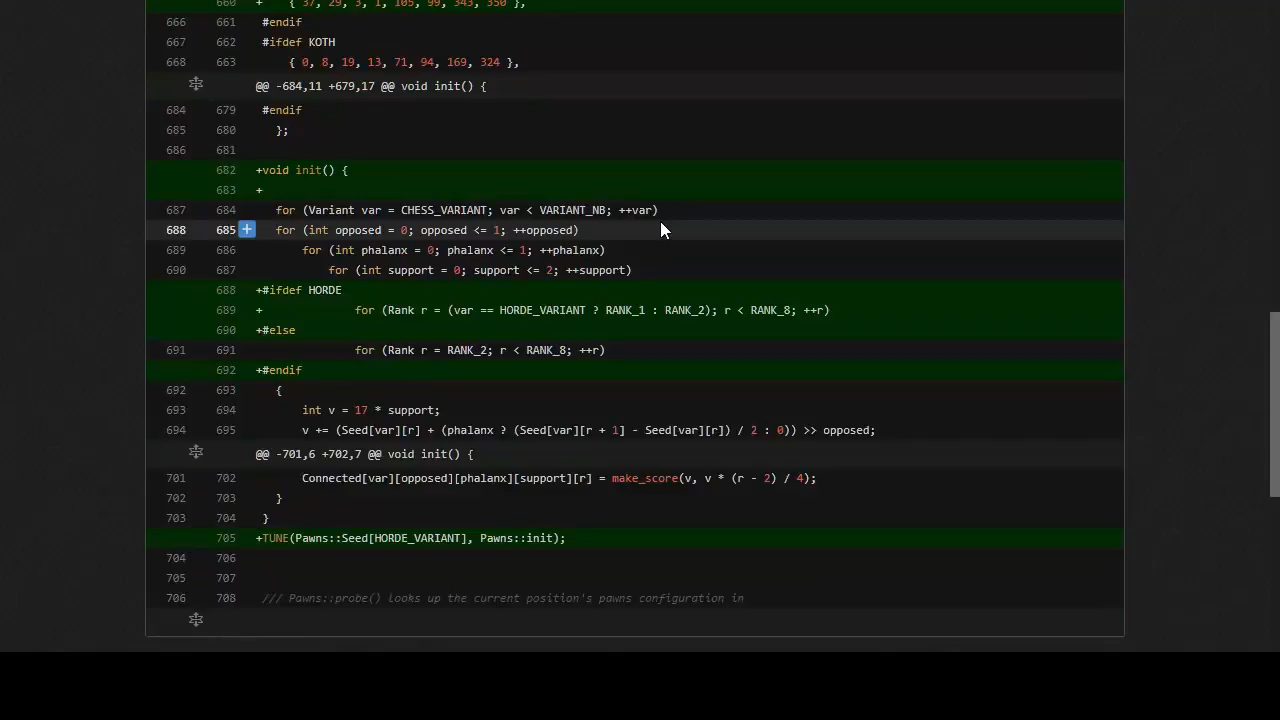 660 + { 37, 29, 3, 1, 105, 99, 343, 350 },
666 661 #endif
667 662 #ifdef KOTH
668 663 { 0, 8, 19, 13, 71, 94, 169, 324 },
@@ -684,11 +679,17 @@ void init() {
684 679 #endif
685 680 };
686 681
682 +void init() {
683 +
687 684 for (Variant var = CHESS_VARIANT; var < VARIANT_NB; ++var)
688 685 + for (int opposed = 0; opposed <= 1; ++opposed)
689 686 for (int phalanx = 0; phalanx <= 1; ++phalanx)
690 687 for (int support = 0; support <= 2; ++support)
688 +#ifdef HORDE
689 + for (Rank r = (var == HORDE_VARIANT ? RANK_1 : RANK_2); r < RANK_8; ++r)
690 +#else
691 691 for (Rank r = RANK_2; r < RANK_8; ++r)
692 +#endif
692 693 {
693 694 int v = 17 * support;
694 695 v += (Seed[var][r] + (phalanx ? (Seed[var][r + 1] - Seed[var][r]) / 2 : 0)) >> opposed;
@@ -701,6 +702,7 @@ void init() {
701 702 Connected[var][opposed][phalanx][support][r] = make_score(v, v * (r - 2) / 4);
702 703 }
703 704 }
705 +TUNE(Pawns::Seed[HORDE_VARIANT], Pawns::init);
704 706
705 707
706 708 /// Pawns::probe() looks up the current position's pawns configuration in